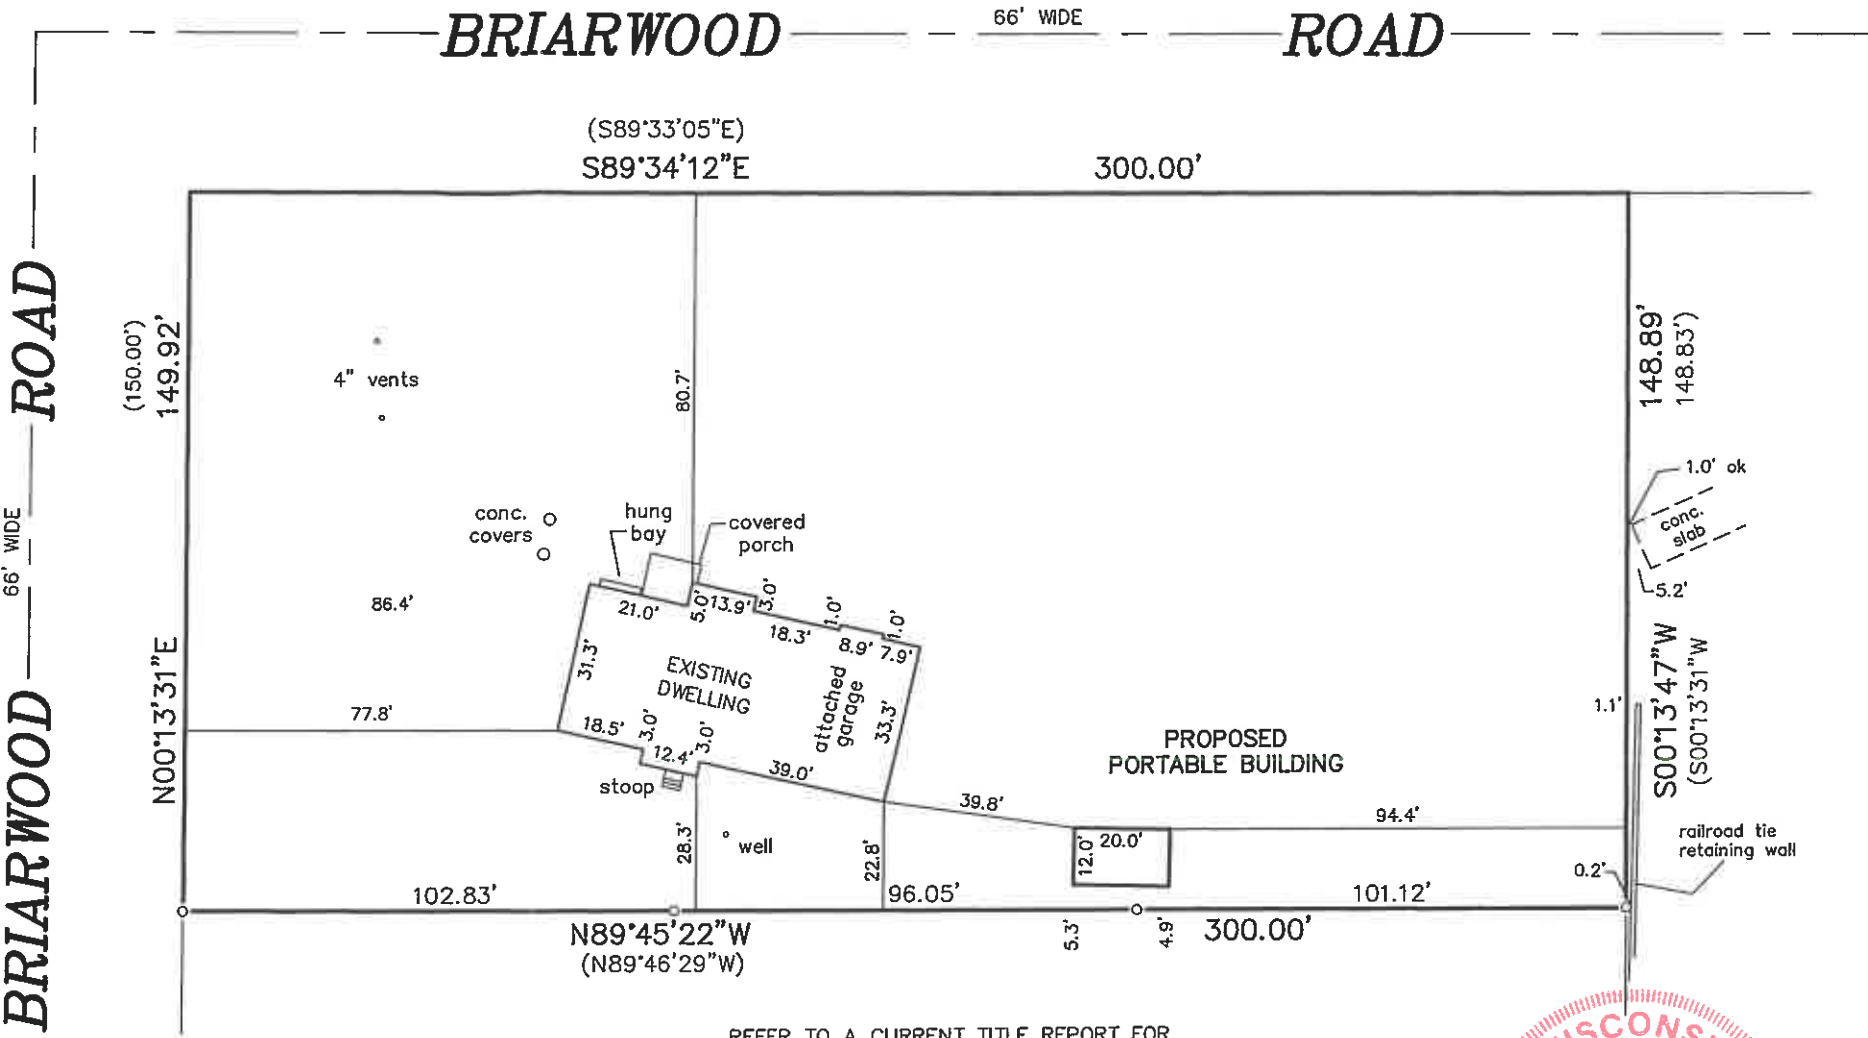 66' WIDE
BRIARWOOD ROAD
(S89°33'05"E)
S89°34'12"E 300.00'
BRIARWOOD ROAD
66' WIDE
(150.00')
149.92'
N00°13'31"E
4" vents
80.7'
148.89'
148.83')
1.0' ok
conc.
slab
5.2'
conc.
covers
hung
bay
covered
porch
86.4'
21.0'
5.0'
13.9'
3.0'
18.3'
1.0'
8.9'
1.0'
7.9'
31.3'
EXISTING
DWELLING
attached
garage
33.3'
77.8'
18.5'
3.0'
12.4'
3.0'
39.0'
stoop
S00°13'47"W
(S00°13'31"W
1.1'
PROPOSED
PORTABLE BUILDING
39.8'
94.4'
28.3'
well
22.8'
12.0'
20.0'
railroad tie
retaining wall
0.2'
102.83'
96.05'
101.12'
N89°45'22"W
5.3'
4.9'
300.00'
(N89°46'29"W)
REFER TO A CURRENT TITLE REPORT FOR
ISCONS